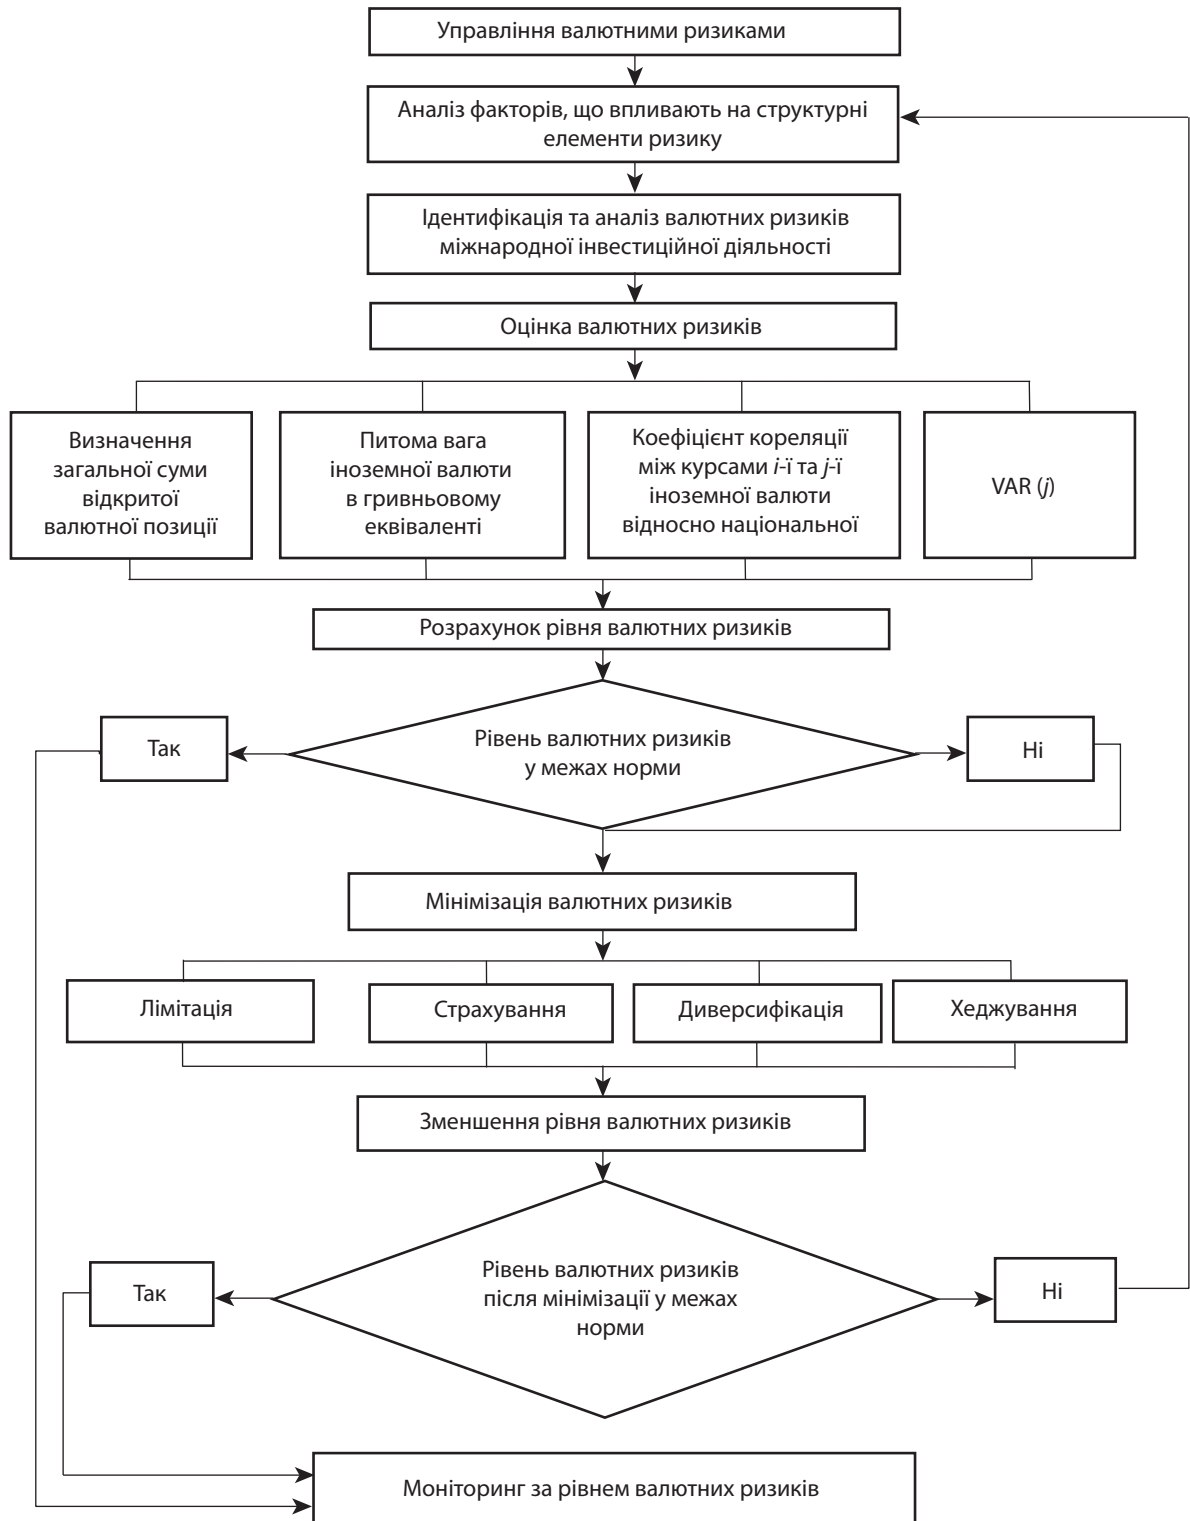 Управління валютними ризиками
Аналіз факторів, що впливають на структурні
елементи ризику
Ідентифікація та аналіз валютних ризиків
міжнародної інвестиційної діяльності
Оцінка валютних ризиків
Визначення
загальної суми
відкритої
валютної позиції
Питома вага
іноземної валюти
в гривньовому
еквіваленті
Коефіцієнт кореляції
між курсами i-ї та j-ї
іноземної валюти
відносно національної
VAR (j)
Розрахунок рівня валютних ризиків
Так
Рівень валютних ризиків
у межах норми
Ні
Мінімізація валютних ризиків
Лімітація
Страхування
Диверсифікація
Хеджування
Зменшення рівня валютних ризиків
Так
Рівень валютних ризиків
після мінімізації у межах
норми
Ні
Моніторинг за рівнем валютних ризиків